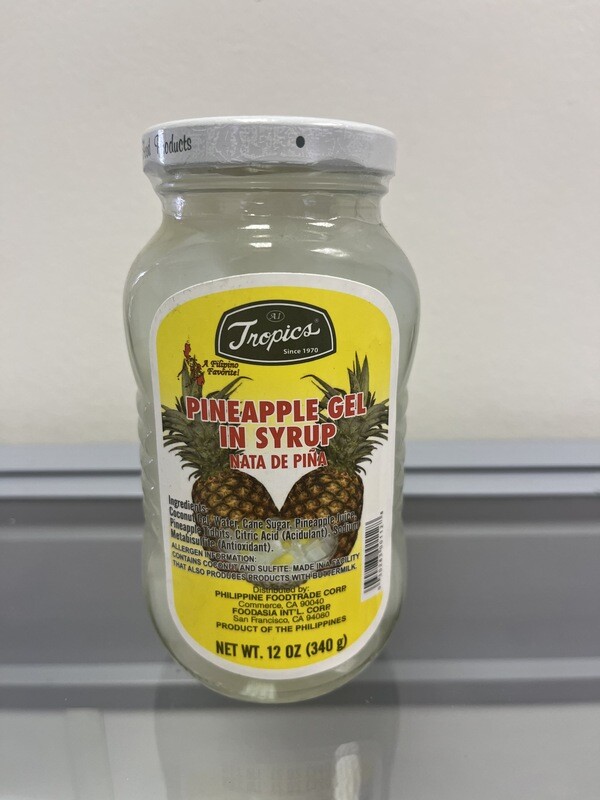 Products
Tropics
Since 1970
A Filipino
Favorite!
PINEAPPLE GEL
IN SYRUP
NATA DE PIÑA
Ingredients:
Water, Cane Sugar, Pineapple Juice,
Pineapple Citric Acid (Acidulant), Sodium
(Antioxidant).
ALLERGEN INFORMATION:
CONTAINS COCONUT AND SULFITE: MADE IN A FACILITY
THAT ALSO PRODUCES PRODUCTS WITH BUTTERMILK.
Distributed by:
PHILIPPINE FOODTRADE CORP
Commerce, CA 90040
FOODASIA INT'L. CORP
San Francisco, CA 94080
PRODUCT OF THE PHILIPPINES
NET WT. 12 OZ (340 g)